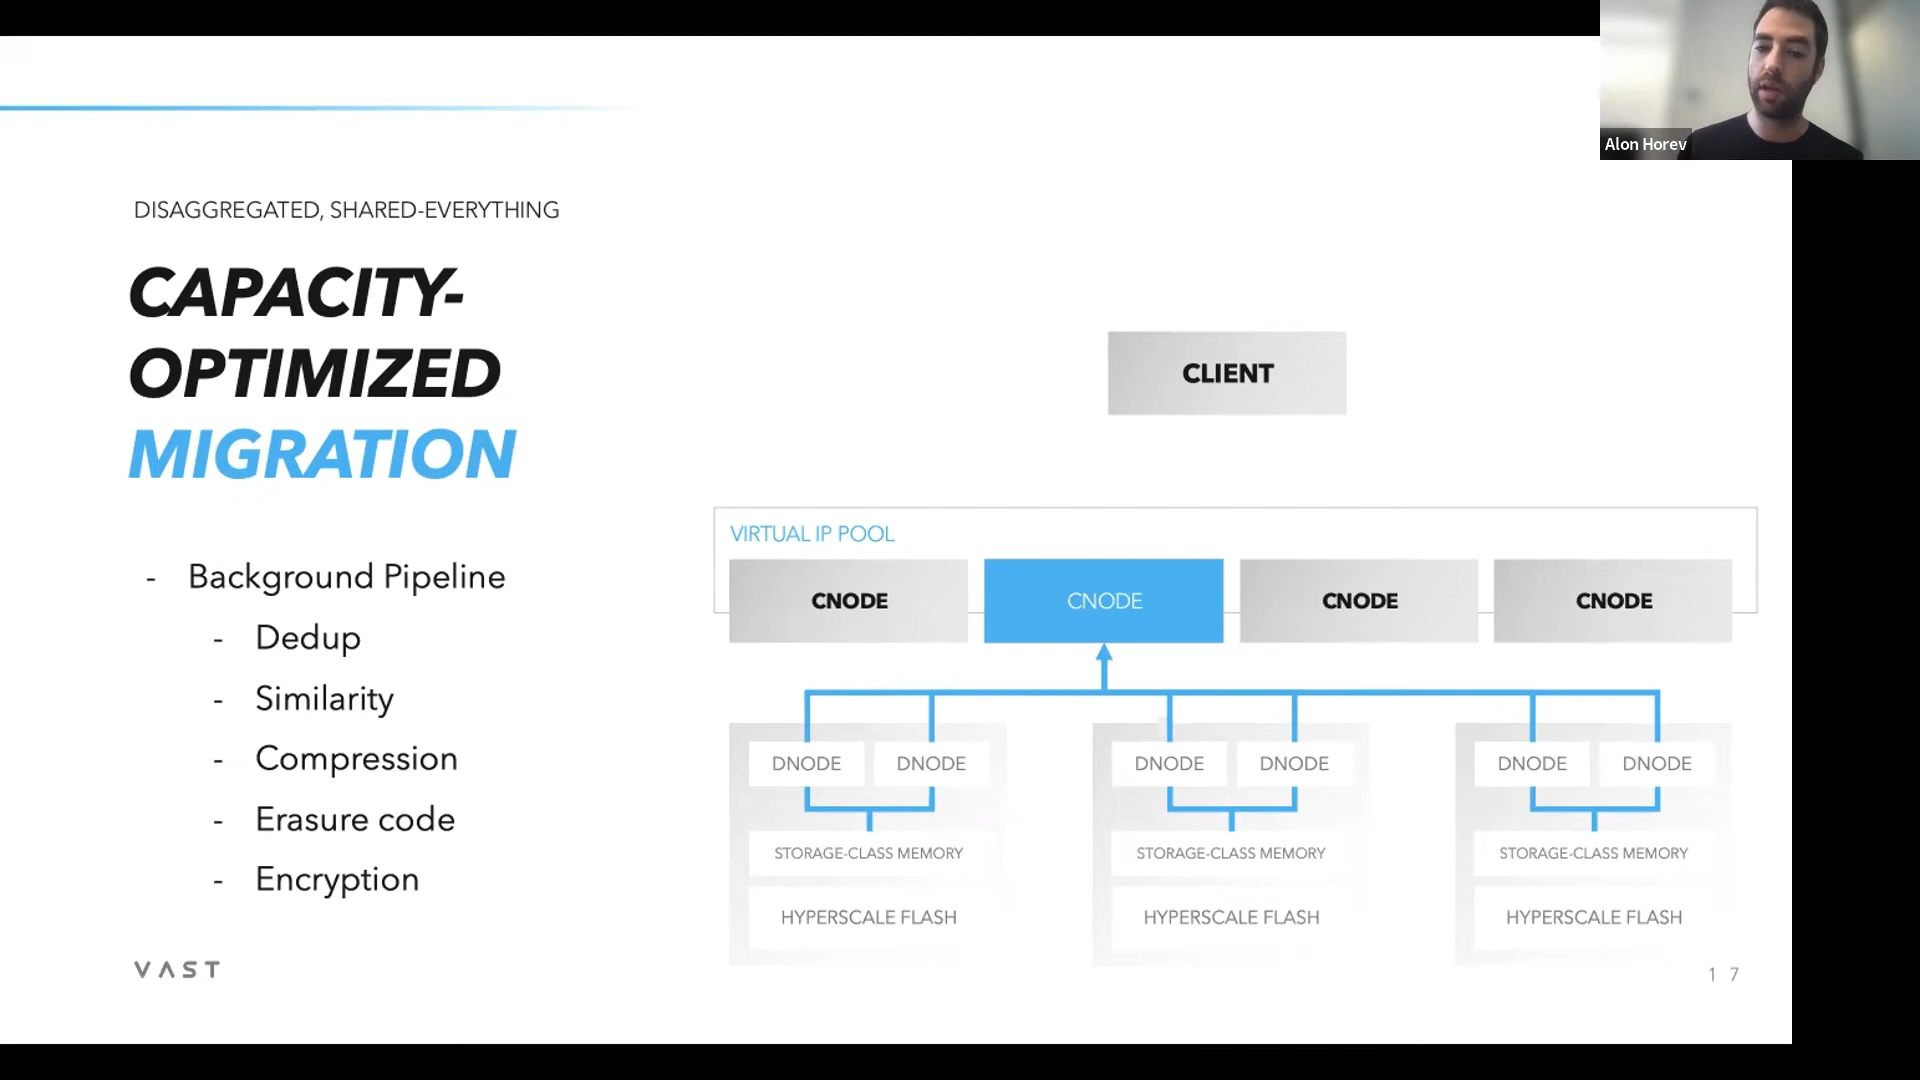 Alon Horev
DISAGGREGATED, SHARED-EVERYTHING
CAPACITY-
OPTIMIZED
MIGRATION
- Background Pipeline
- Dedup
- Similarity
- Compression
- Erasure code
- Encryption
CLIENT
VIRTUAL IP POOL
CNODE CNODE CNODE CNODE
DNODE DNODE DNODE DNODE DNODE DNODE
STORAGE-CLASS MEMORY STORAGE-CLASS MEMORY STORAGE-CLASS MEMORY
HYPERSCALE FLASH HYPERSCALE FLASH HYPERSCALE FLASH
VAST
17